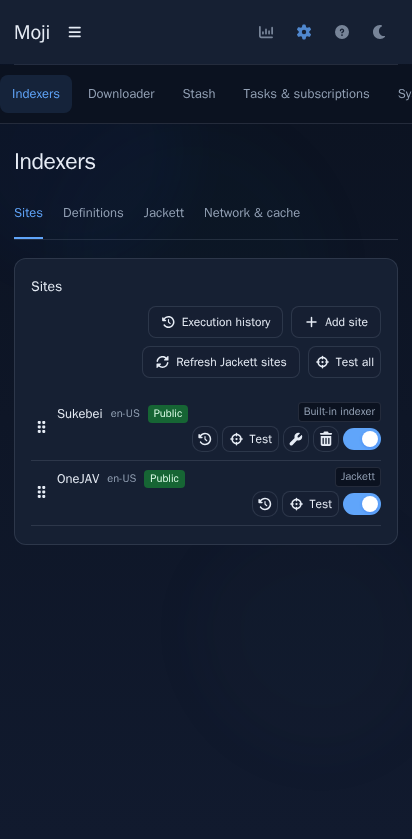 Moji
Indexers Downloader Stash Tasks & subscriptions Sy
Indexers
Sites Definitions Jackett Network & cache
Sites
Execution history Add site
Refresh Jackett sites Test all
Sukebei en-US Public Built-in indexer
Test
OneJAV en-US Public Jackett
Test